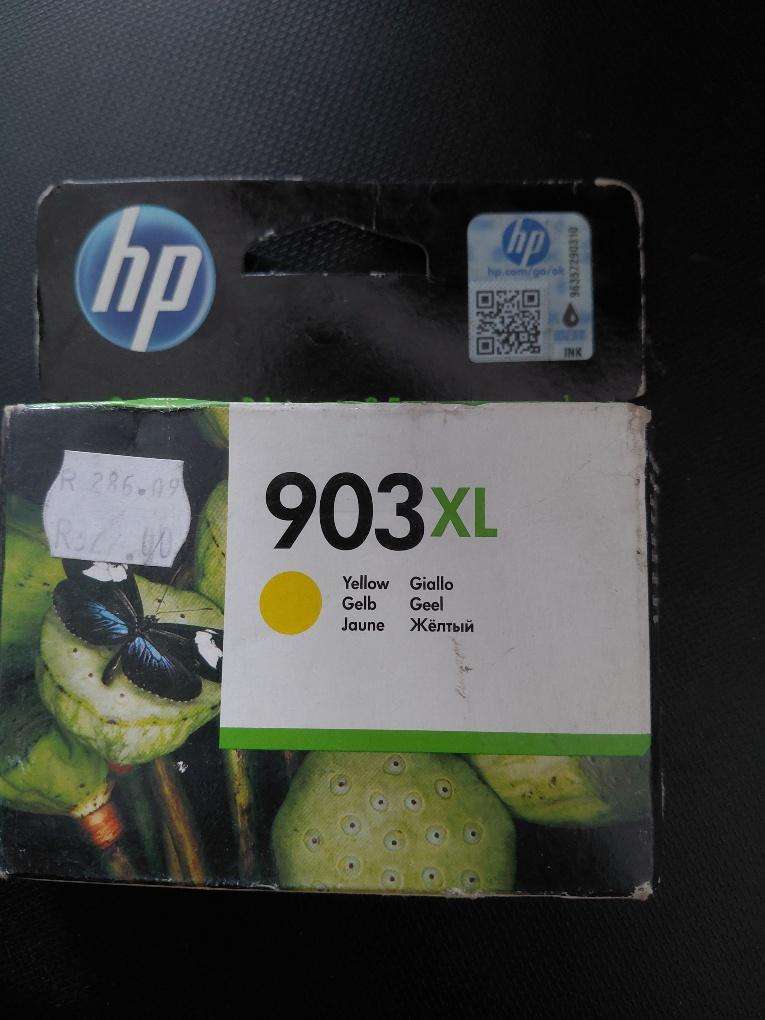 hp
hp
hp.com/go/ok
INK
R 286.09
903XL
Yellow Giallo
Gelb Geel
Jaune Жёлтый